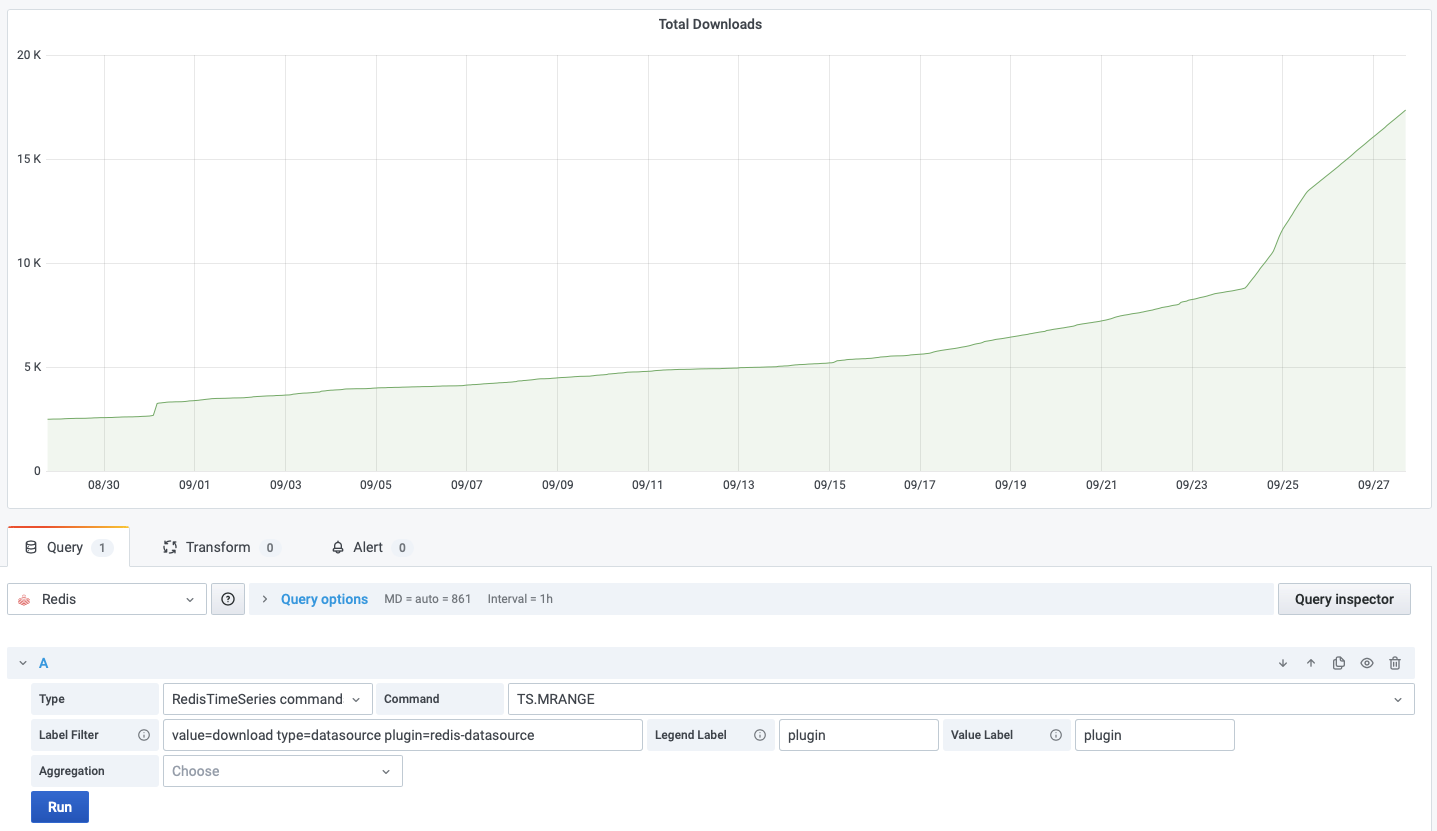 Total Downloads
20 K
15 K
10 K
5 K
0
08/30 09/01 09/03 09/05 09/07 09/09 09/11 09/13 09/15 09/17 09/19 09/21 09/23 09/25 09/27
Query 1 Transform 0 Alert 0
Redis Query options MD = auto = 861 Interval = 1h Query inspector
A
Type RedisTimeSeries command Command TS.MRANGE
Label Filter value=download type=datasource plugin=redis-datasource Legend Label plugin Value Label plugin
Aggregation Choose
Run